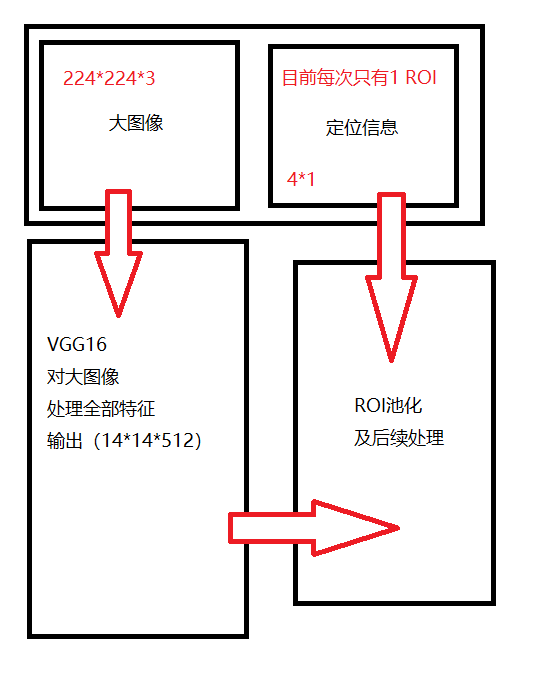 224*224*3
大图像
目前每次只有1 ROI
定位信息
4*1
VGG16
对大图像
处理全部特征
输出（14*14*512）
ROI池化
及后续处理